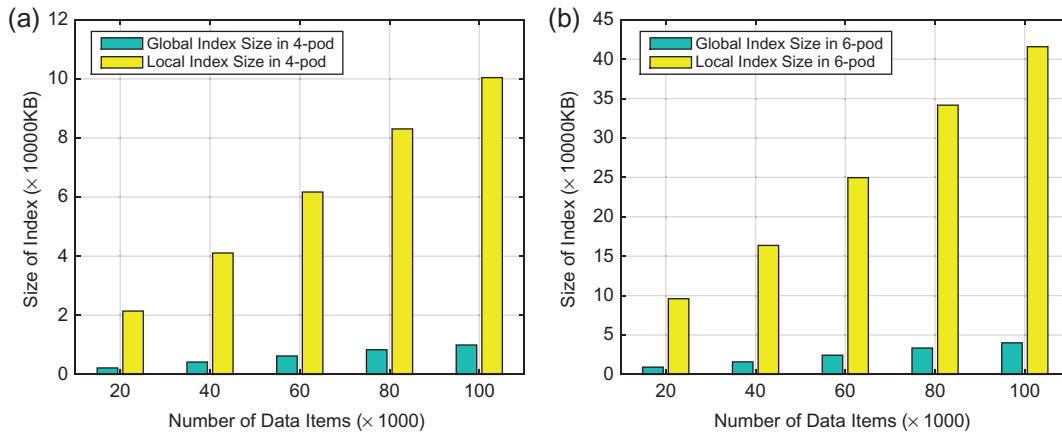 (a)
12
10
8
6
4
2
0
Size of Index (× 10000KB)
Global Index Size in 4-pod
Local Index Size in 4-pod
20 40 60 80 100
Number of Data Items (× 1000)
(b)
45
40
35
30
25
20
15
10
5
0
Size of Index (× 10000KB)
Global Index Size in 6-pod
Local Index Size in 6-pod
20 40 60 80 100
Number of Data Items (× 1000)